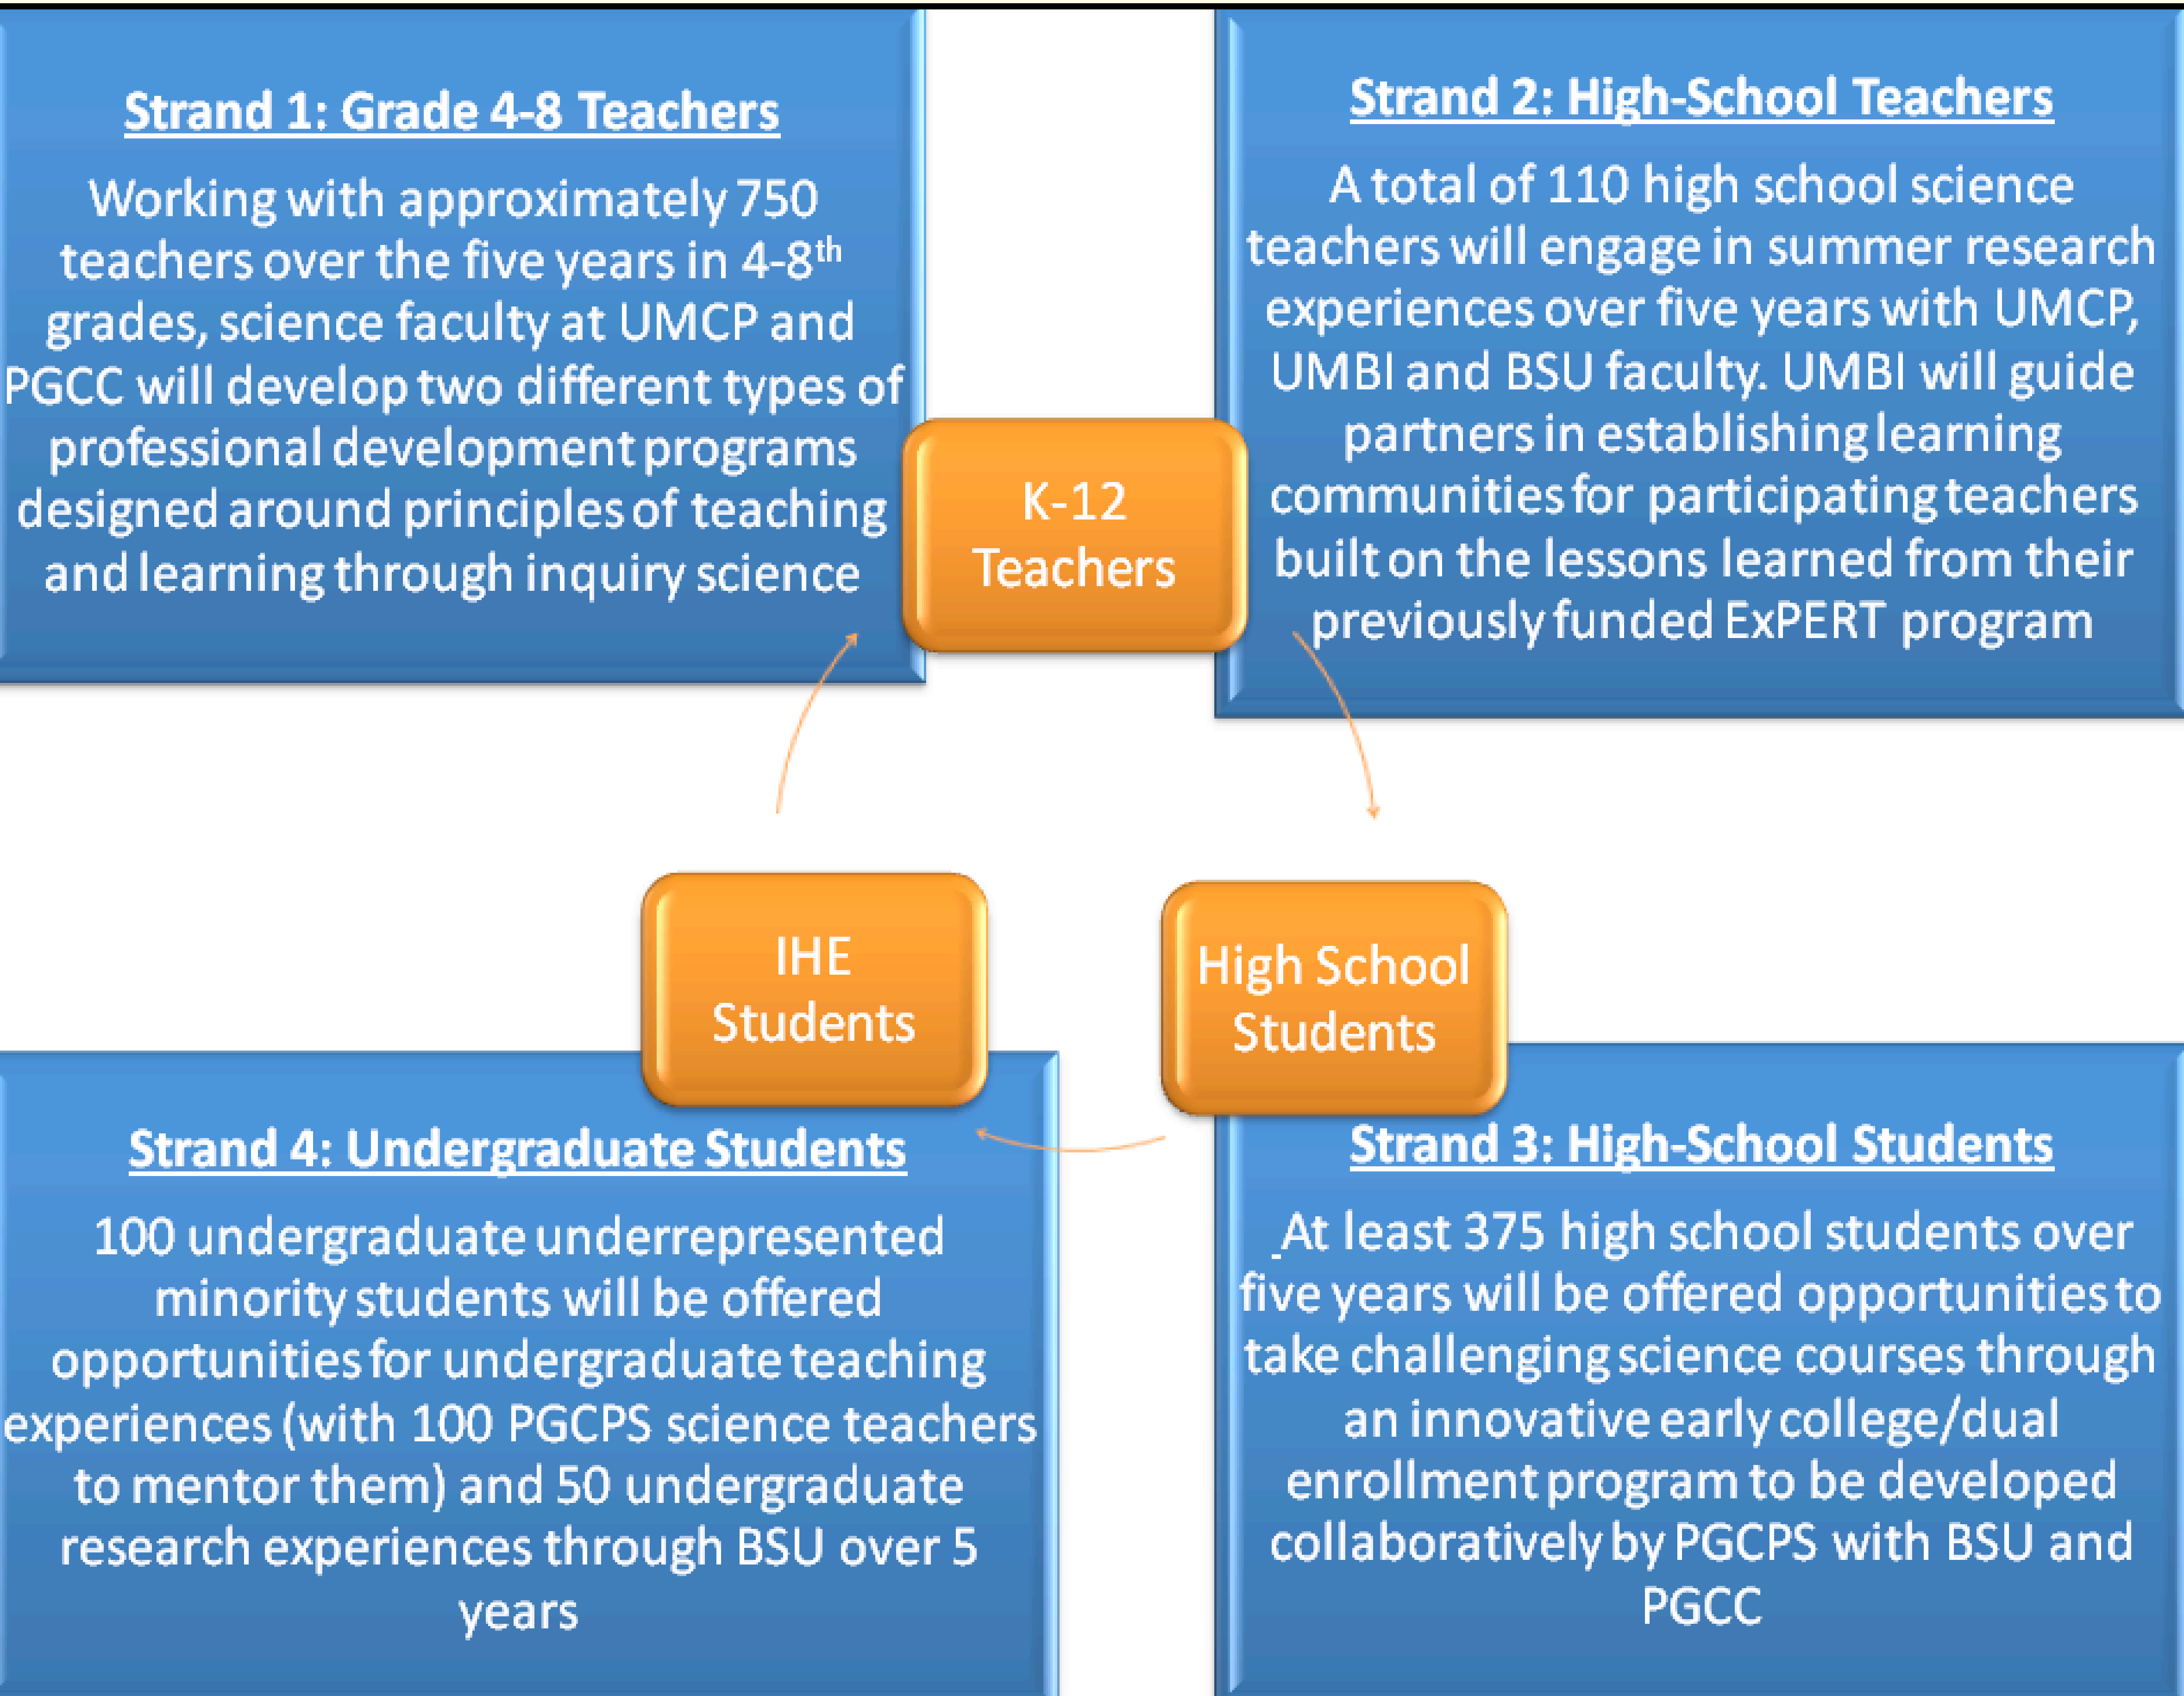 Strand 1: Grade 4-8 Teachers
Working with approximately 750
teachers over the five years in 4-8th
grades, science faculty at UMCP and
PGCC will develop two different types of
professional development programs
designed around principles of teaching
and learning through inquiry science
Strand 2: High-School Teachers
A total of 110 high school science
teachers will engage in summer research
experiences over five years with UMCP,
UMBI and BSU faculty. UMBI will guide
partners in establishing learning
communities for participating teachers
built on the lessons learned from their
previously funded ExPERT program
K-12
Teachers
IHE
Students
High School
Students
Strand 4: Undergraduate Students
100 undergraduate underrepresented
minority students will be offered
opportunities for undergraduate teaching
experiences (with 100 PGCPS science teachers
to mentor them) and 50 undergraduate
research experiences through BSU over 5
years
Strand 3: High-School Students
At least 375 high school students over
five years will be offered opportunities to
take challenging science courses through
an innovative early college/dual
enrollment program to be developed
collaboratively by PGCPS with BSU and
PGCC